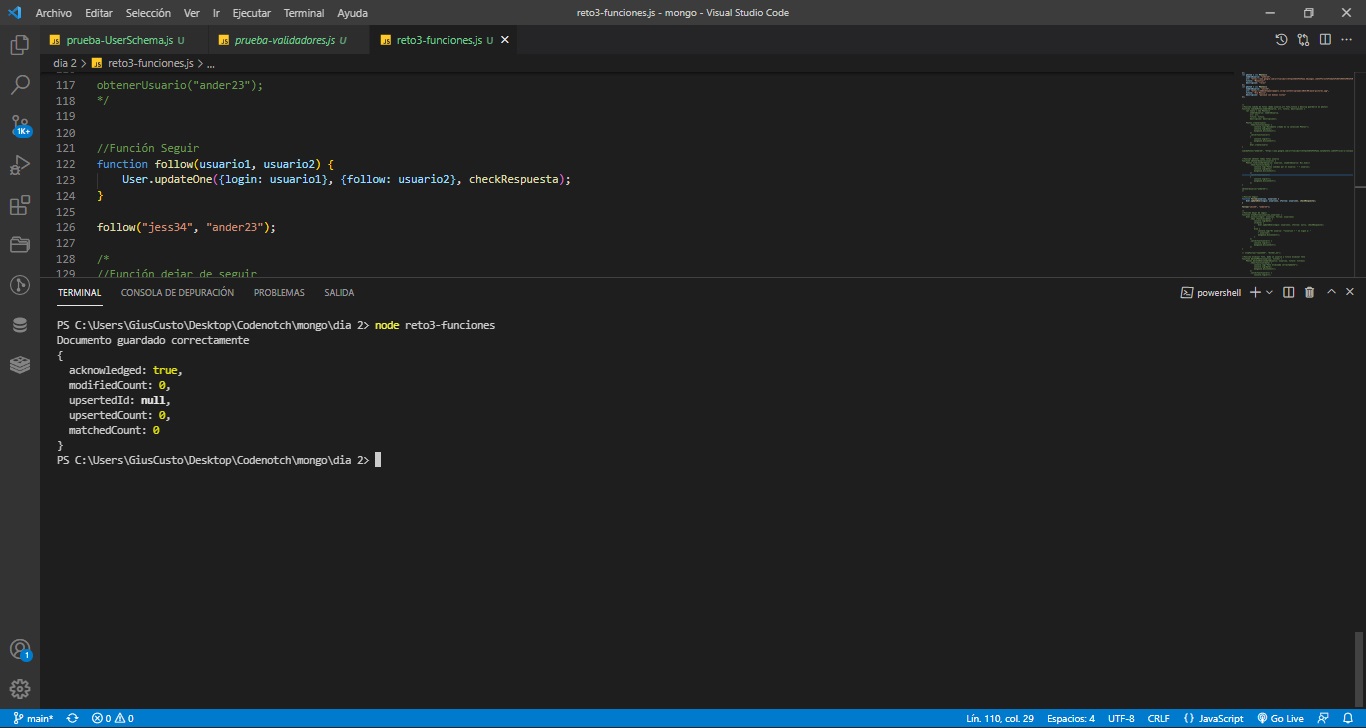 Archivo Editar Selección Ver Ir Ejecutar Terminal Ayuda reto3-funciones.js - mongo - Visual Studio Code
prueba-UserSchema.js U prueba-validadores.js U reto3-funciones.js U
dia 2 > reto3-funciones.js > ...
117 obtenerUsuario("ander23");
118 */
119
120
121 //Función Seguir
122 function follow(usuario1, usuario2) {
123 User.updateOne({login: usuario1}, {follow: usuario2}, checkRespuesta);
124 }
125
126 follow("jess34", "ander23");
127
128 /*
129 //Función dejar de seguir
1K+
TERMINAL CONSOLA DE DEPURACIÓN PROBLEMAS SALIDA powershell
PS C:\Users\GiusCusto\Desktop\Codenotch\mongo\dia 2> node reto3-funciones
Documento guardado correctamente
{
acknowledged: true,
modifiedCount: 0,
upsertedId: null,
upsertedCount: 0,
matchedCount: 0
}
PS C:\Users\GiusCusto\Desktop\Codenotch\mongo\dia 2>
1
main* 0 0 Lín. 110, col. 29 Espacios: 4 UTF-8 CRLF {} JavaScript Go Live